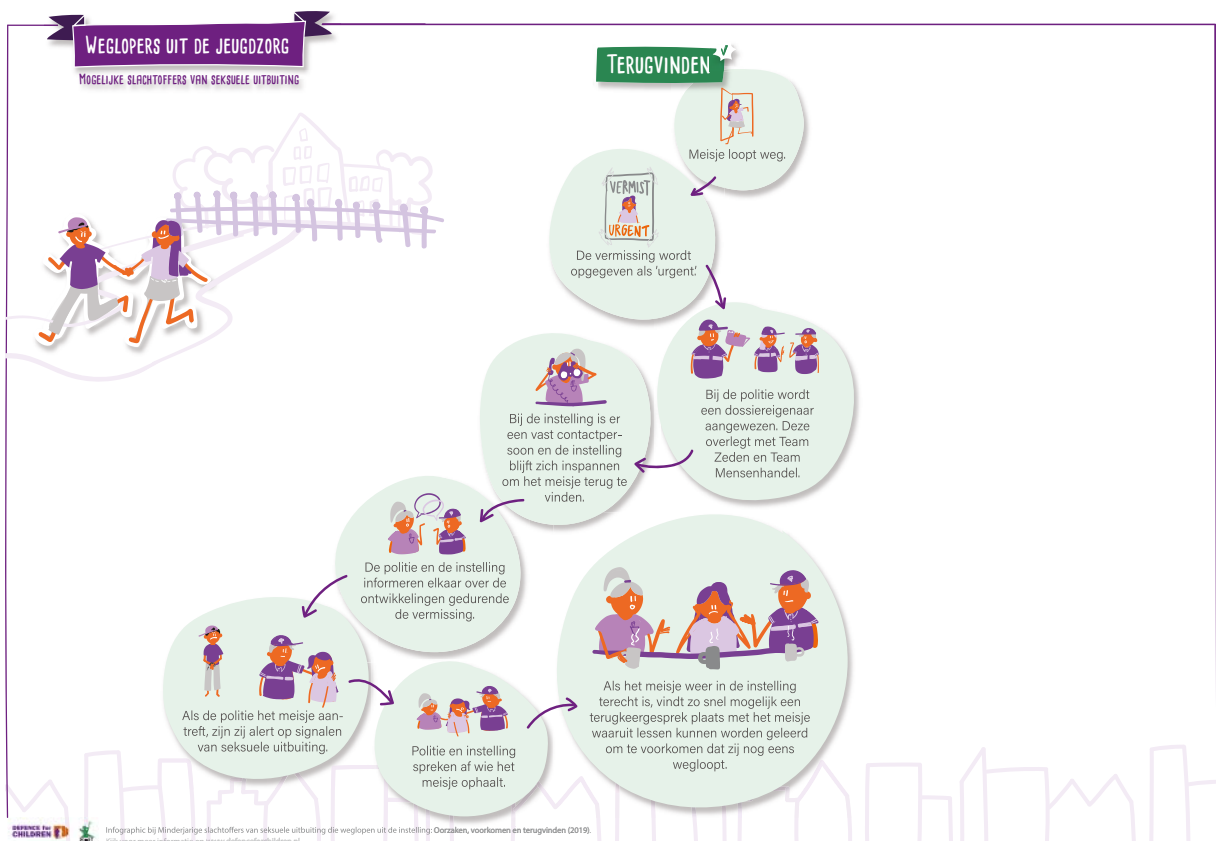 WEGLOPERS UIT DE JEUGDZORG
MOGELIJKE SLACHTOFFERS VAN SEKSUELE UITBUITING
TERUGVINDEN
Meisje loopt weg.
VERMIST
URGENT
De vermissing wordt
opgegeven als ‘urgent’.
Bij de politie wordt
een dossiereigenaar
aangewezen. Deze
overlegt met Team
Zeden en Team
Mensenhandel.
Bij de instelling is er
een vast contactper-
soon en de instelling
blijft zich inspannen
om het meisje terug te
vinden.
De politie en de instelling
informeren elkaar over de
ontwikkelingen gedurende
de vermissing.
Als de politie het meisje aan-
treft, zijn zij alert op signalen
van seksuele uitbuiting.
Politie en instelling
spreken af wie het
meisje ophaalt.
Als het meisje weer in de instelling
terecht is, vindt zo snel mogelijk een
terugkeergesprek plaats met het meisje
waaruit lessen kunnen worden geleerd
om te voorkomen dat zij nog eens
wegloopt.
DEFENCE for
CHILDREN
Infographic bij Minderjarige slachtoffers van seksuele uitbuiting die weglopen uit de instelling: Oorzaken, voorkomen en terugvinden (2019).